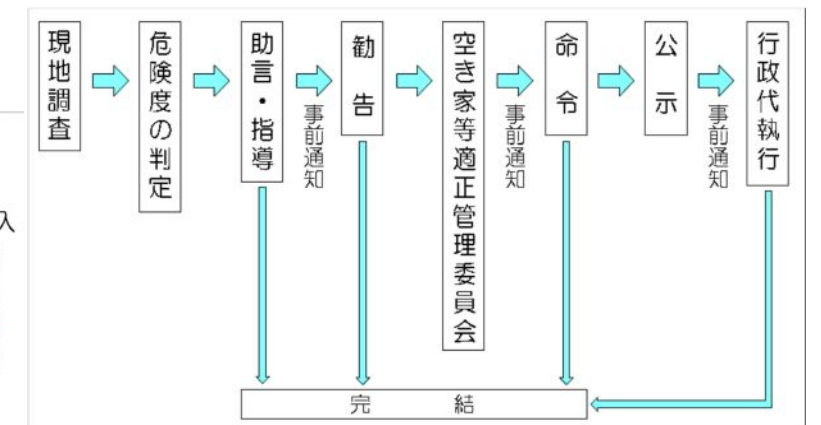 現地調査
危険度の判定
助言・指導
事前通知
勧告
空き家等適正管理委員会
事前通知
命令
公示
事前通知
行政代執行
入
完結